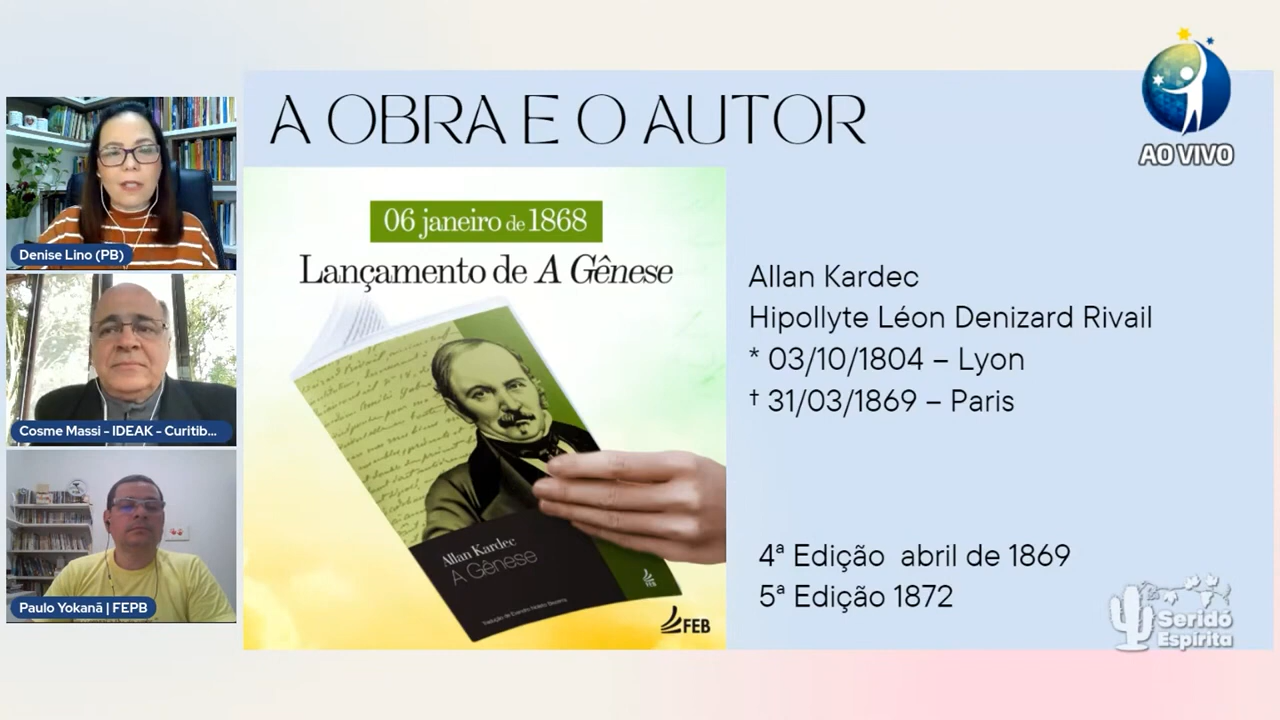 A OBRA E O AUTOR
AO VIVO
Denise Lino (PB)
Cosme Massi - IDEAK - Curitib...
Paulo Yokanã | FEPB
06 janeiro de 1868
Lançamento de A Gênese
Allan Kardec
A Gênese
FEB
FEB
Allan Kardec
Hipollyte Léon Denizard Rivail
* 03/10/1804 – Lyon
† 31/03/1869 – Paris
4ª Edição abril de 1869
5ª Edição 1872
Seridó
Espírita